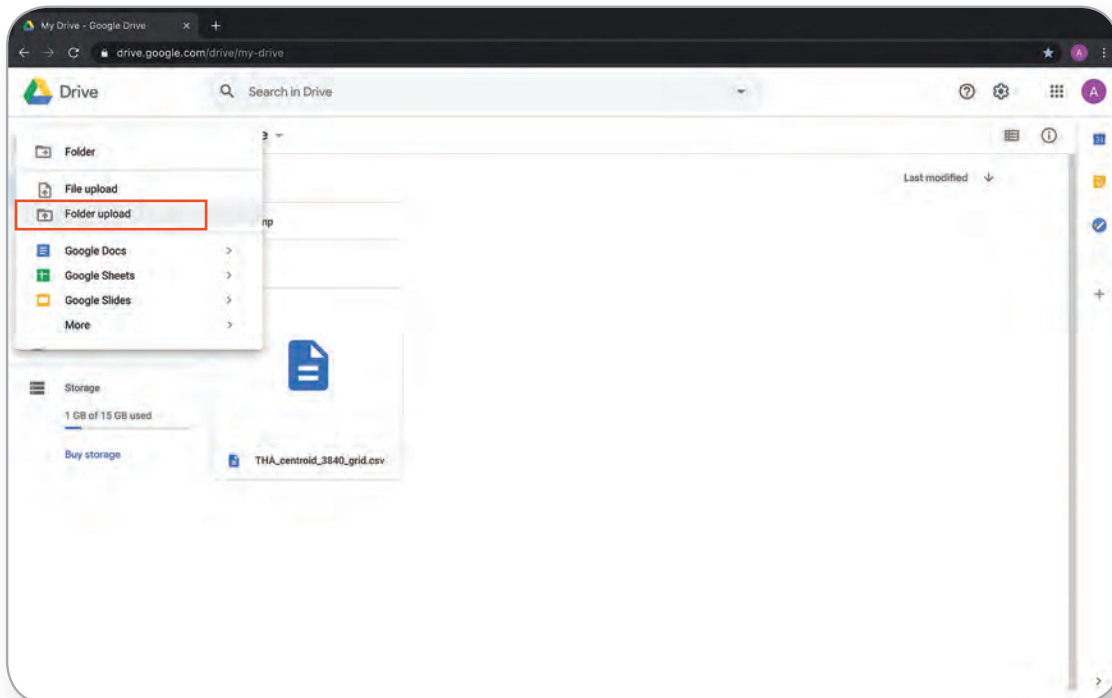 My Drive - Google Drive
drive.google.com/drive/my-drive
A
Drive
Search in Drive
A
Folder
Last modified
File upload
Folder upload
mp
Google Docs
Google Sheets
Google Slides
More
Storage
1 GB of 15 GB used
Buy storage
THA_centroid_3840_grid.csv